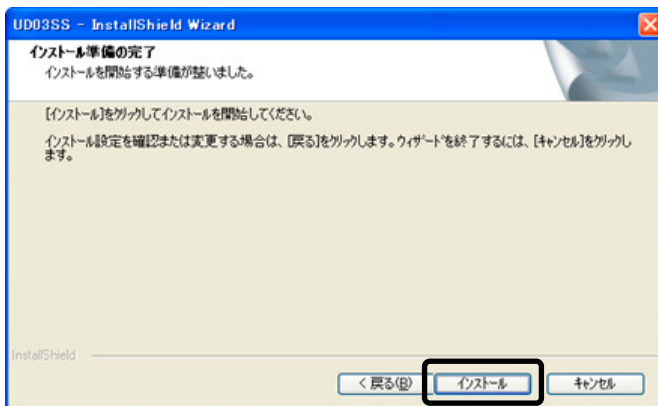 UD03SS - InstallShield Wizard
インストール準備の完了
インストールを開始する準備が整いました。
[インストール]をクリックしてインストールを開始してください。
インストール設定を確認または変更する場合は、[戻る]をクリックします。ウィザードを終了するには、[キャンセル]をクリックし
ます。
InstallShield
< 戻る(B)
インストール
キャンセル